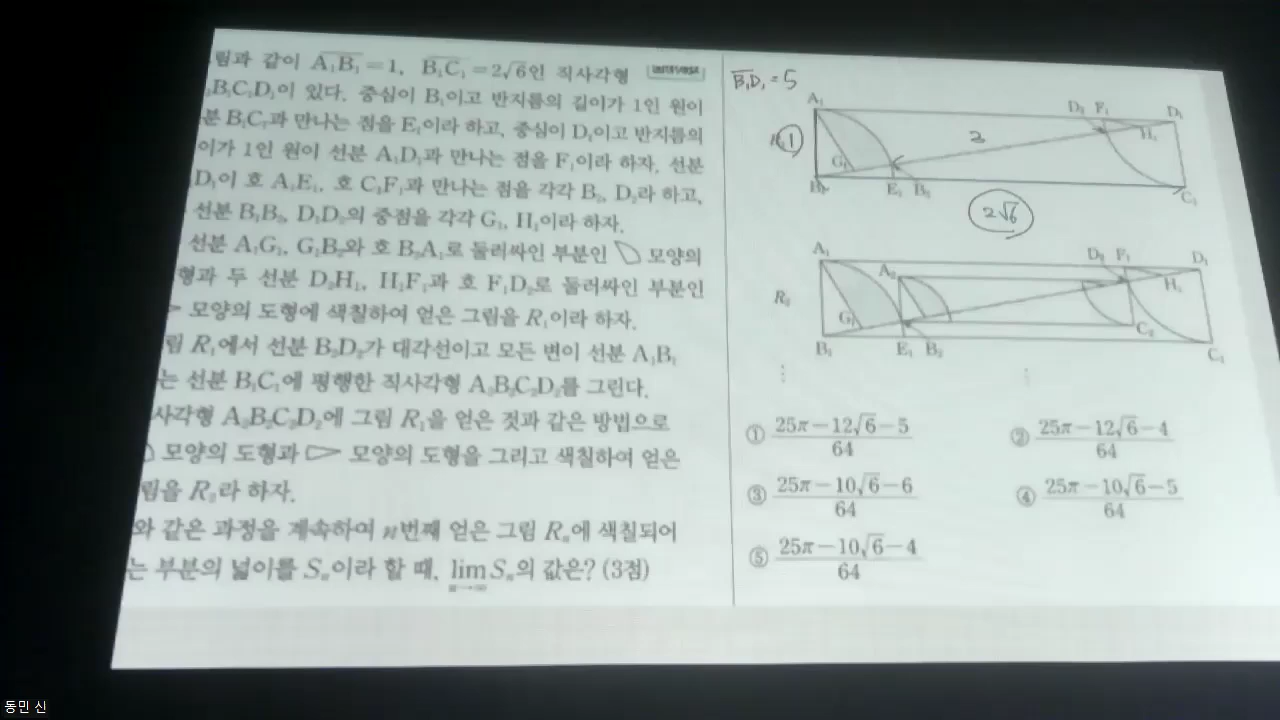 림과 같이 A₁B₁=1, B₁C₁=2√6인 직사각형
₁B₁C₁D₁이 있다. 중심이 B₁이고 반지름의 길이가 1인 원이
분 B₁C₁과 만나는 점을 E₁이라 하고, 중심이 D₁이고 반지름의
이가 1인 원이 선분 A₁D₁과 만나는 점을 F₁이라 하자. 선분
D₁이 호 A₁E₁, 호 C₁F₁과 만나는 점을 각각 B₂, D₂라 하고,
선분 B₁B₂, D₁D₂의 중점을 각각 G₁, H₁이라 하자.
선분 A₁G₁, G₁B₂와 호 B₂A₁로 둘러싸인 부분인 모양의
형과 두 선분 D₂H₁, H₁F₁과 호 F₁D₂로 둘러싸인 부분인
모양의 도형에 색칠하여 얻은 그림을 R₁이라 하자.
림 R₁에서 선분 B₂D₂가 대각선이고 모든 변이 선분 A₁B₁
는 선분 B₁C₁에 평행한 직사각형 A₂B₂C₂D₂를 그린다.
사각형 A₂B₂C₂D₂에 그림 R₁을 얻은 것과 같은 방법으로
모양의 도형과 모양의 도형을 그리고 색칠하여 얻은
림을 R₂라 하자.
와 같은 과정을 계속하여 n번째 얻은 그림 Rₙ에 색칠되어
는 부분의 넓이를 Sₙ이라 할 때, lim Sₙ의 값은? (3점)
n→∞
B₁D₁ = 5
A₁ D₂ F₁ D₁
1 3 H₁
G₁
B₁ E₁ B₂ C₁
2√6
A₁ A₂ D₂ F₁ D₁
R₂ H₁
G₁ C₂
B₁ E₁ B₂ C₁
⋮ ⋮
① (25π−12√6−5)/64 ② (25π−12√6−4)/64
③ (25π−10√6−6)/64 ④ (25π−10√6−5)/64
⑤ (25π−10√6−4)/64
동민 신